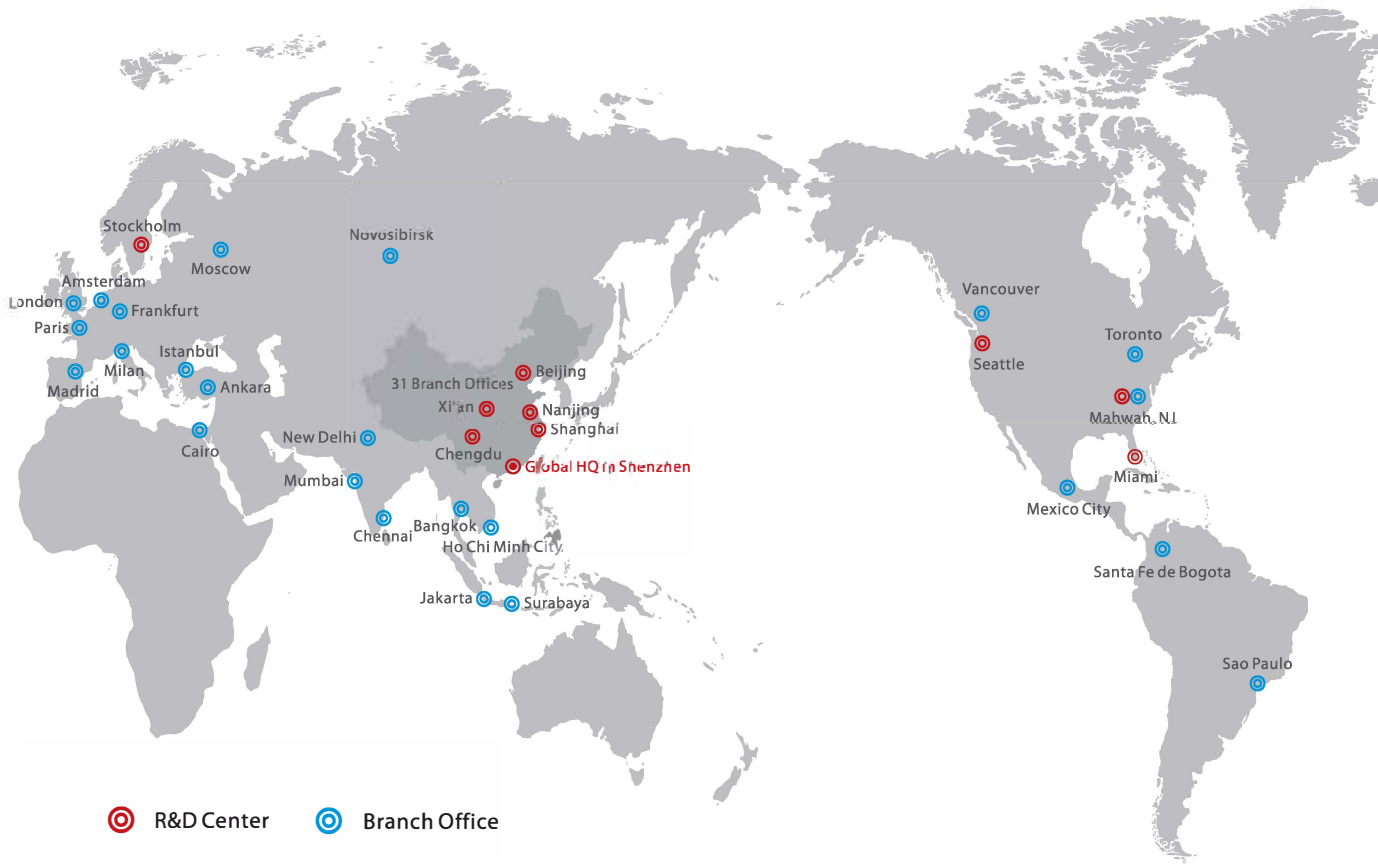 Stockholm
Novosibirsk
Moscow
Amsterdam
London
Frankfurt
Paris
Istanbul
Milan
Madrid
Ankara
Cairo
Vancouver
Toronto
Seattle
Mahwah, NJ
Miami
Mexico City
Santa Fe de Bogota
Sao Paulo
Beijing
31 Branch Offices
Xi'an
Nanjing
Shanghai
Chengdu
Global HQ in Shenzhen
New Delhi
Mumbai
Chennai
Bangkok
Ho Chi Minh City
Jakarta
Surabaya
R&D Center
Branch Office